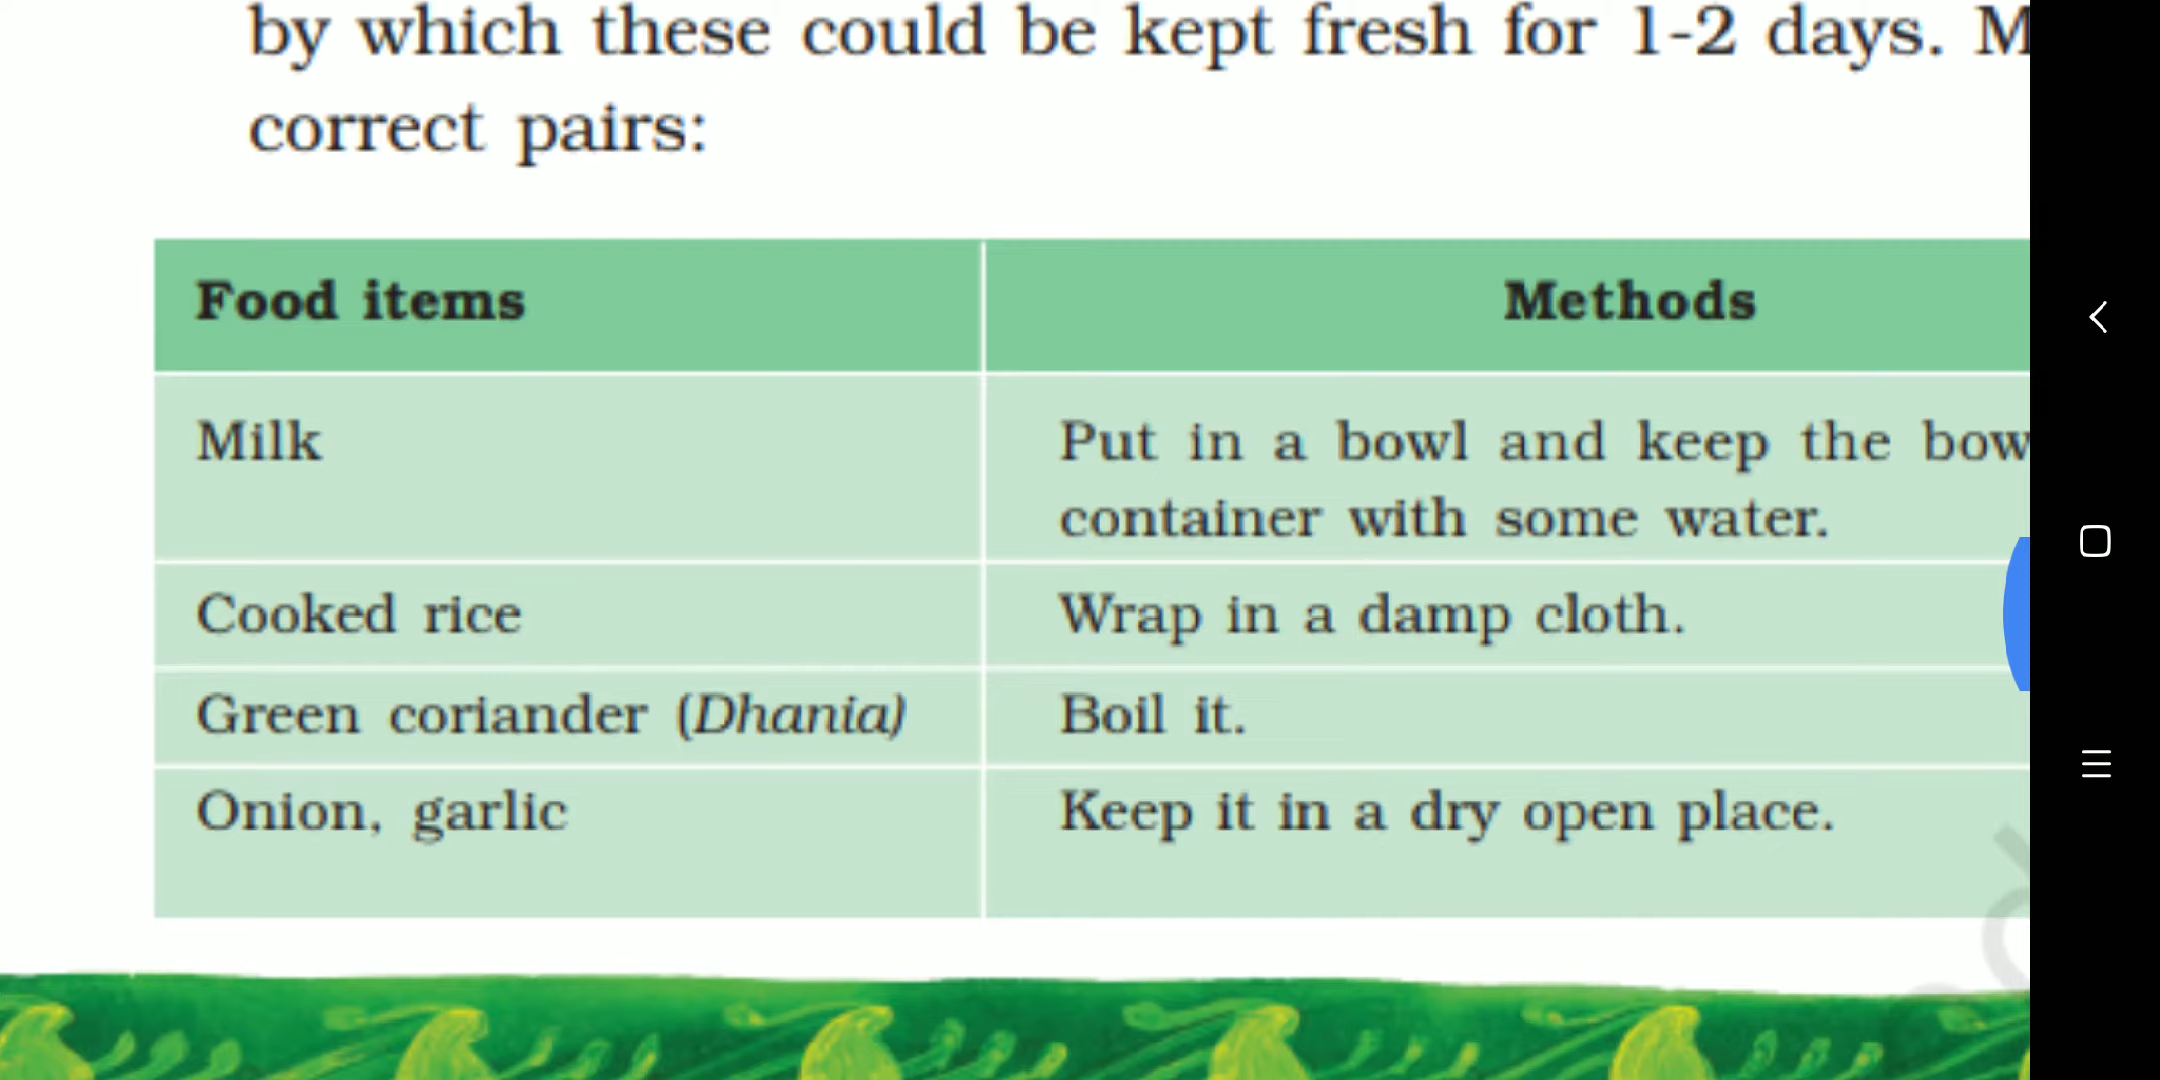 by which these could be kept fresh for 1-2 days. M
correct pairs:
Food items Methods
Milk Put in a bowl and keep the bow
container with some water.
Cooked rice Wrap in a damp cloth.
Green coriander (Dhania) Boil it.
Onion, garlic Keep it in a dry open place.